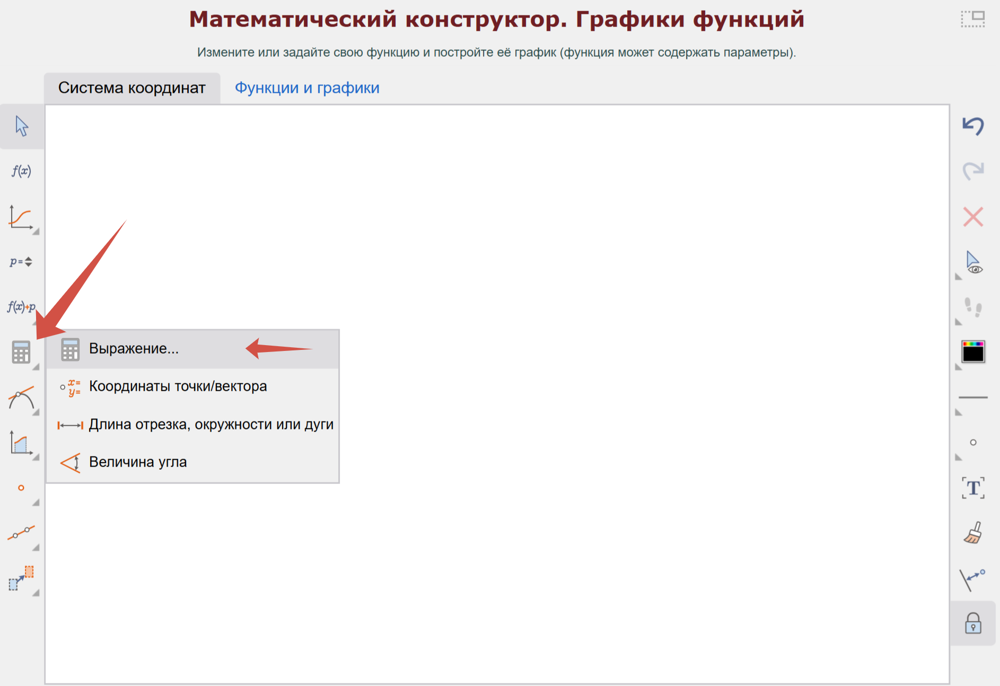 Математический конструктор. Графики функций
Измените или задайте свою функцию и постройте её график (функция может содержать параметры).
Система координат
Функции и графики
f(x)
p=
f(x)+p
Выражение...
x=
y=
Координаты точки/вектора
Длина отрезка, окружности или дуги
Величина угла
T